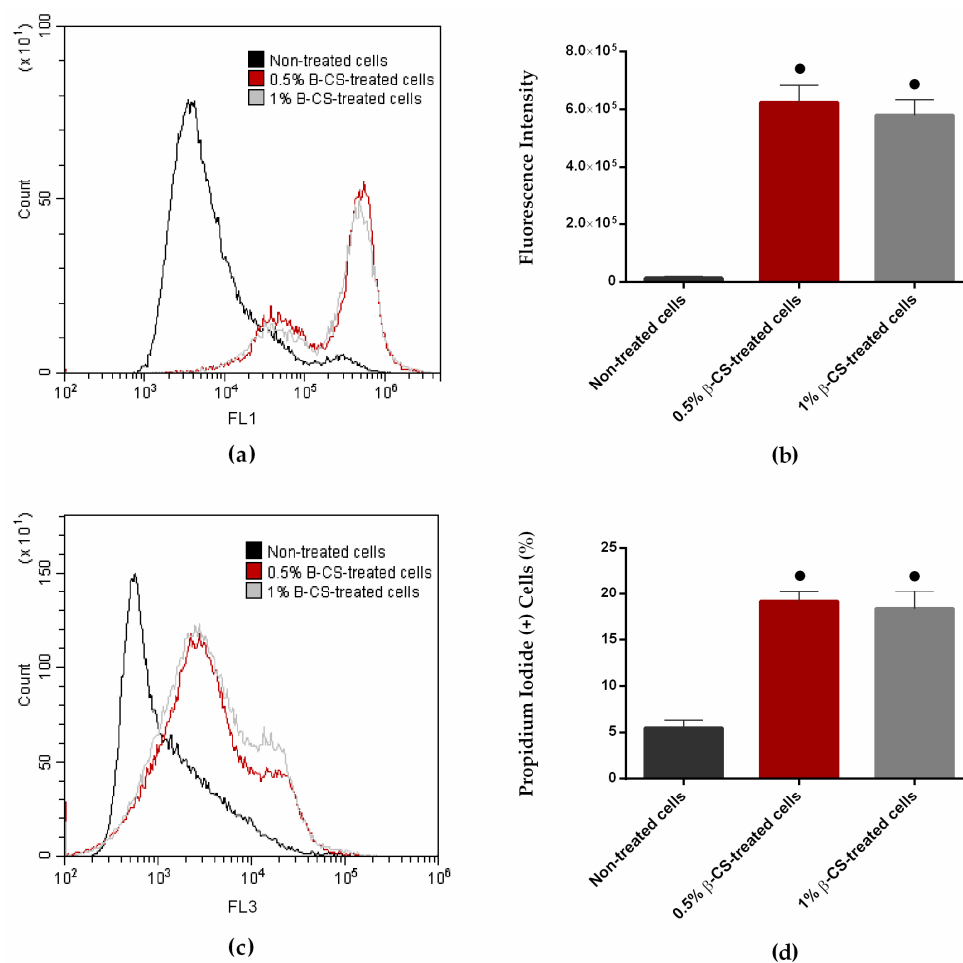 100
(x 10¹)
Non-treated cells
0.5% B-CS-treated cells
1% B-CS-treated cells
Count
50
0
10² 10³ 10⁴ 10⁵ 10⁶
FL1
(a)
8.0×10⁵
6.0×10⁵
4.0×10⁵
2.0×10⁵
0
Fluorescence Intensity
Non-treated cells
0.5% β-CS-treated cells
1% β-CS-treated cells
(b)
(x 10¹)
Non-treated cells
0.5% B-CS-treated cells
1% B-CS-treated cells
150
100
Count
50
0
10² 10³ 10⁴ 10⁵ 10⁶
FL3
(c)
25
20
15
10
5
0
Propidium Iodide (+) Cells (%)
Non-treated cells
0.5% β-CS-treated cells
1% β-CS-treated cells
(d)